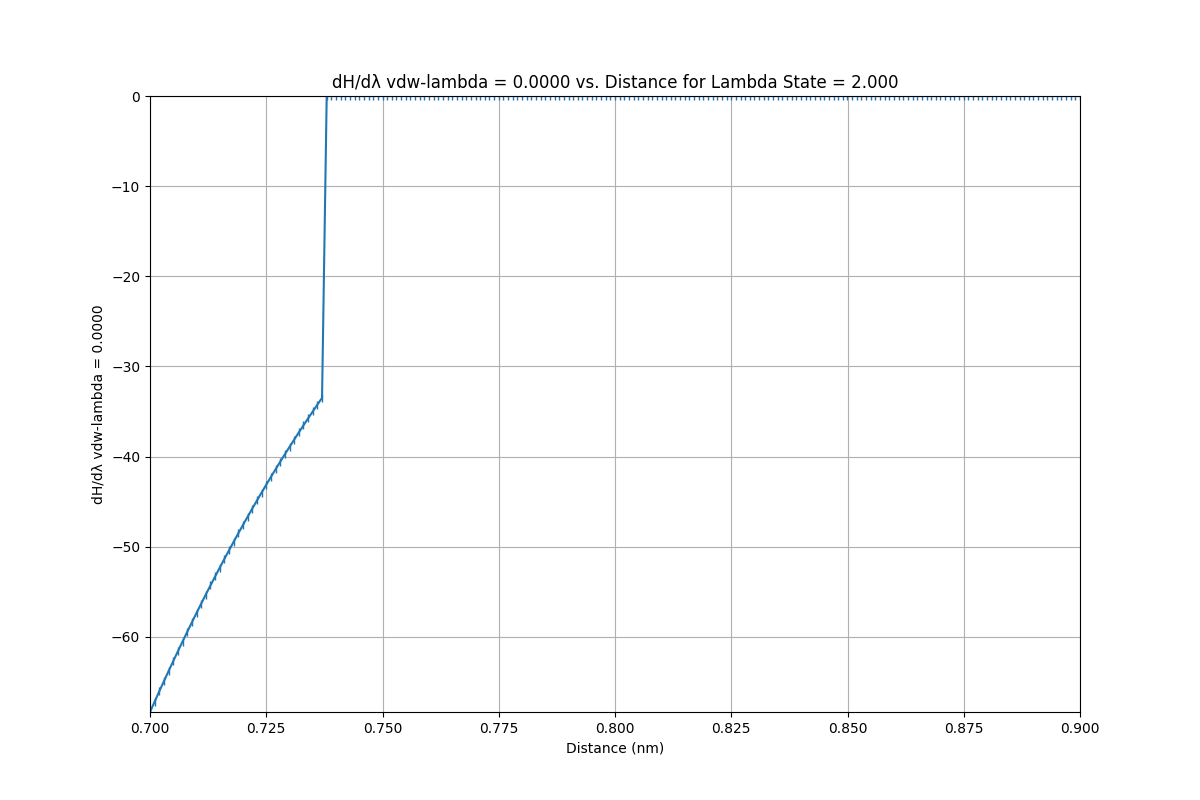 dH/dλ vdw-lambda = 0.0000 vs. Distance for Lambda State = 2.000
dH/dλ vdw-lambda = 0.0000
0
−10
−20
−30
−40
−50
−60
0.700 0.725 0.750 0.775 0.800 0.825 0.850 0.875 0.900
Distance (nm)